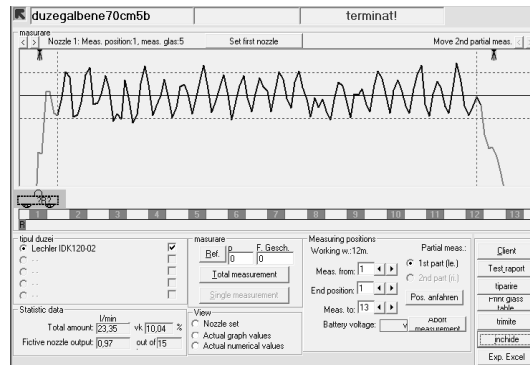 duzegalbene70cm5b terminat!
masurare
< > Nozzle 1: Meas. position:1, meas. glas:5 Set first nozzle Move 2nd partial meas. <
1 2 3 4 5 6 7 8 9 10 11 12 13
R
tipul duzei
Lechler IDK120-02
- -
- -
- -
- -
masurare
Ref. p F. Gesch.
0 0
Total measurement
Single measurement
View
Nozzle set
Actual graph values
Actual numerical values
Measuring positions
Working w.:12m. Partial meas.:
Meas. from: 1 1st part (le.)
2nd part (ri.)
End position: 1 Pos. anfahren
Meas. to: 13
Battery voltage: V Abort measurement
Statistic data
l/min
Total amount: 23,35 vk. 10,04 %
Fictive nozzle output: 0,97 out of 15
Client
Test_raport
tiparire
Print glass table
trimite
inchide
Exp. Excel